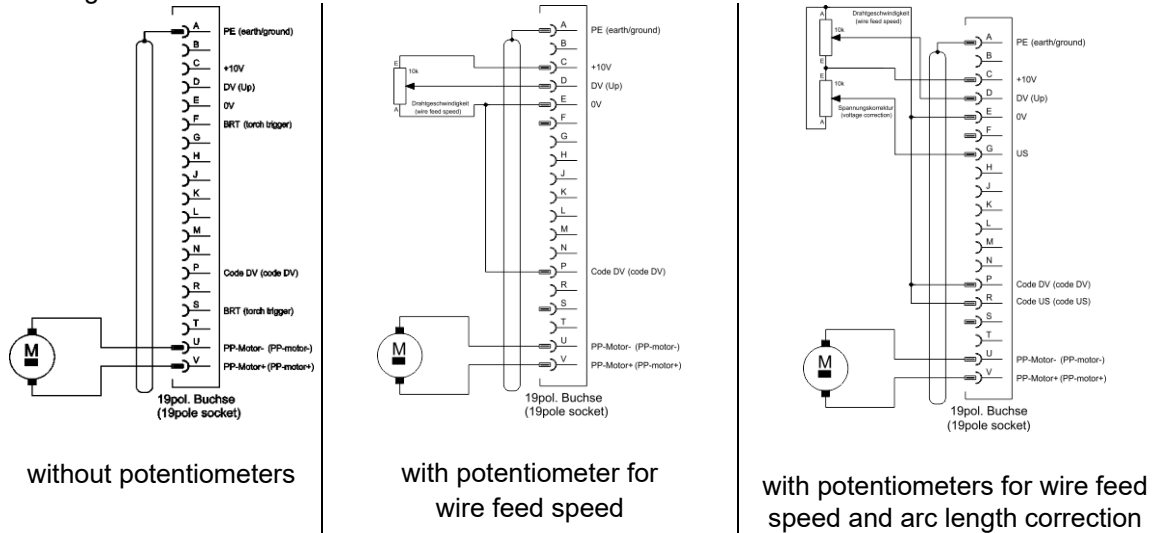 A
PE (earth/ground)
B
C
+10V
D
DV (Up)
E
0V
F
BRT (torch trigger)
G
H
J
K
L
M
N
P
Code DV (code DV)
R
S
BRT (torch trigger)
T
U
PP-Motor- (PP-motor-)
V
PP-Motor+ (PP-motor+)
M
19pol. Buchse
(19pole socket)
without potentiometers
A
PE (earth/ground)
B
E
10k
C
+10V
D
DV (Up)
Drahtgeschwindigkeit
(wire feed speed)
A
E
0V
F
G
H
J
K
L
M
N
P
Code DV (code DV)
R
S
T
U
PP-Motor- (PP-motor-)
V
PP-Motor+ (PP-motor+)
M
19pol. Buchse
(19pole socket)
with potentiometer for
wire feed speed
A
Drahtgeschwindigkeit
(wire feed speed)
10k
E
A
PE (earth/ground)
B
E
10k
C
+10V
D
DV (Up)
Spannungskorrektur
(voltage correction)
A
E
0V
F
G
US
H
J
K
L
M
N
P
Code DV (code DV)
R
Code US (code US)
S
T
U
PP-Motor- (PP-motor-)
V
PP-Motor+ (PP-motor+)
M
19pol. Buchse
(19pole socket)
with potentiometers for wire feed
speed and arc length correction